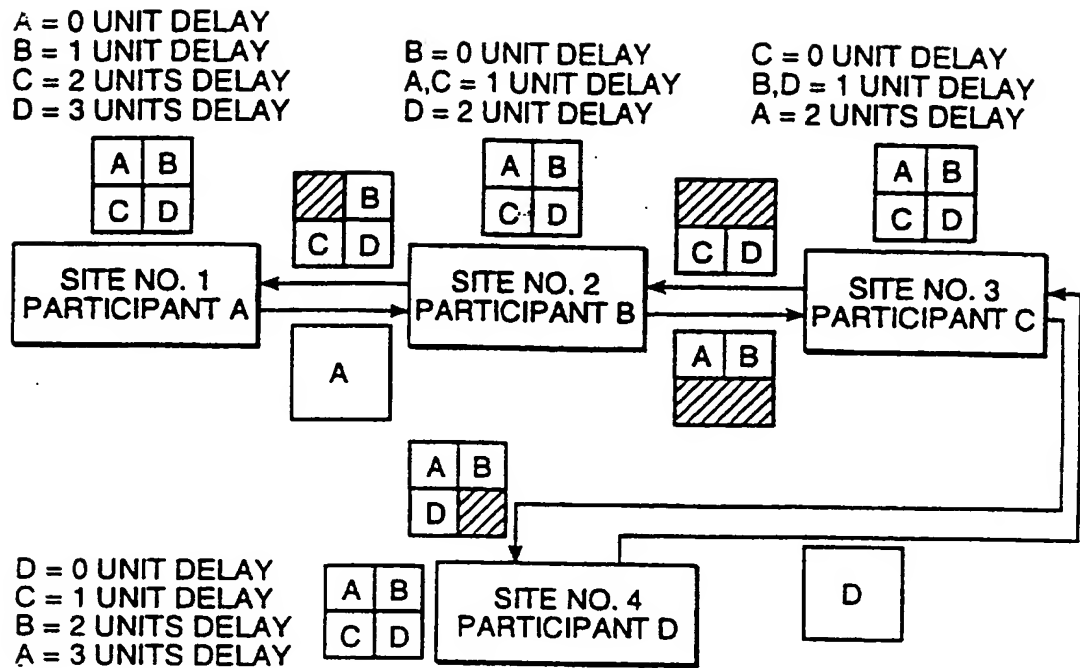 A = 0 UNIT DELAY
B = 1 UNIT DELAY
C = 2 UNITS DELAY
D = 3 UNITS DELAY
B = 0 UNIT DELAY
A,C = 1 UNIT DELAY
D = 2 UNIT DELAY
C = 0 UNIT DELAY
B,D = 1 UNIT DELAY
A = 2 UNITS DELAY
A B
C D
B
C D
A B
C D
C D
A B
C D
SITE NO. 1
PARTICIPANT A
SITE NO. 2
PARTICIPANT B
SITE NO. 3
PARTICIPANT C
A
A B
A B
D
D = 0 UNIT DELAY
C = 1 UNIT DELAY
B = 2 UNITS DELAY
A = 3 UNITS DELAY
A B
C D
SITE NO. 4
PARTICIPANT D
D